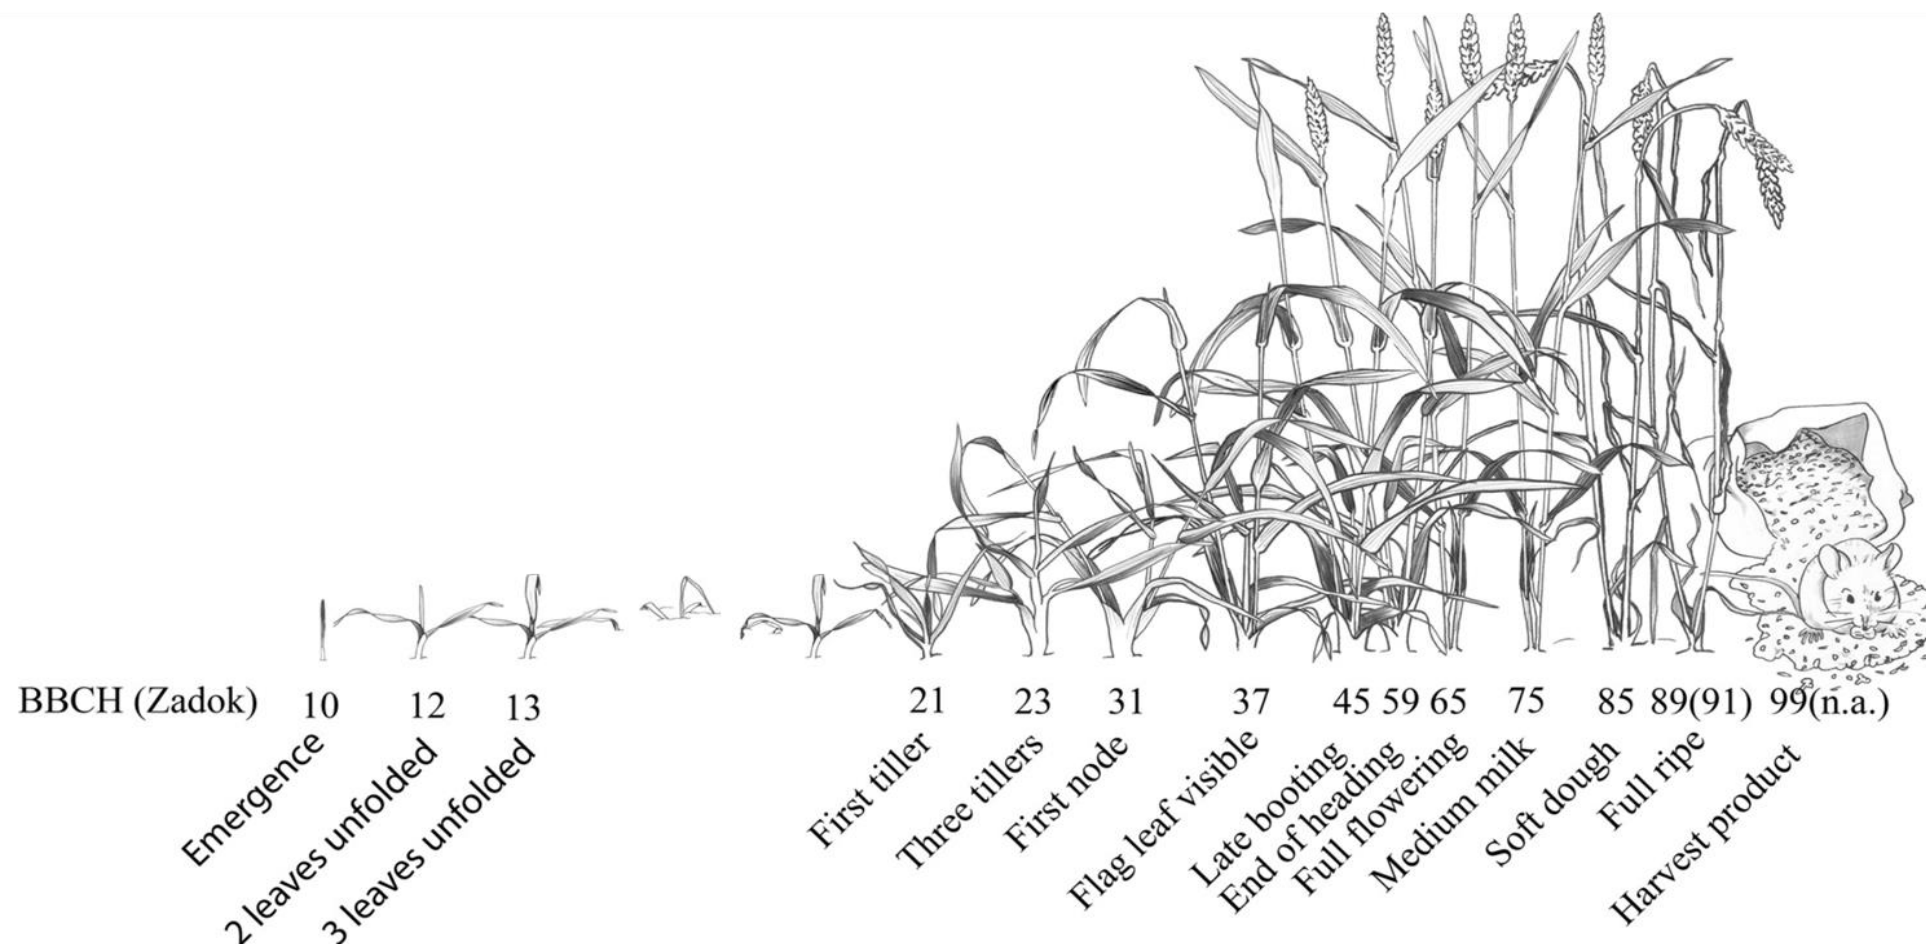 BBCH (Zadok) 10 12 13 21 23 31 37 45 59 65 75 85 89(91) 99(n.a.)
Emergence
2 leaves unfolded
3 leaves unfolded
First tiller
Three tillers
First node
Flag leaf visible
Late booting
End of heading
Full flowering
Medium milk
Soft dough
Full ripe
Harvest product